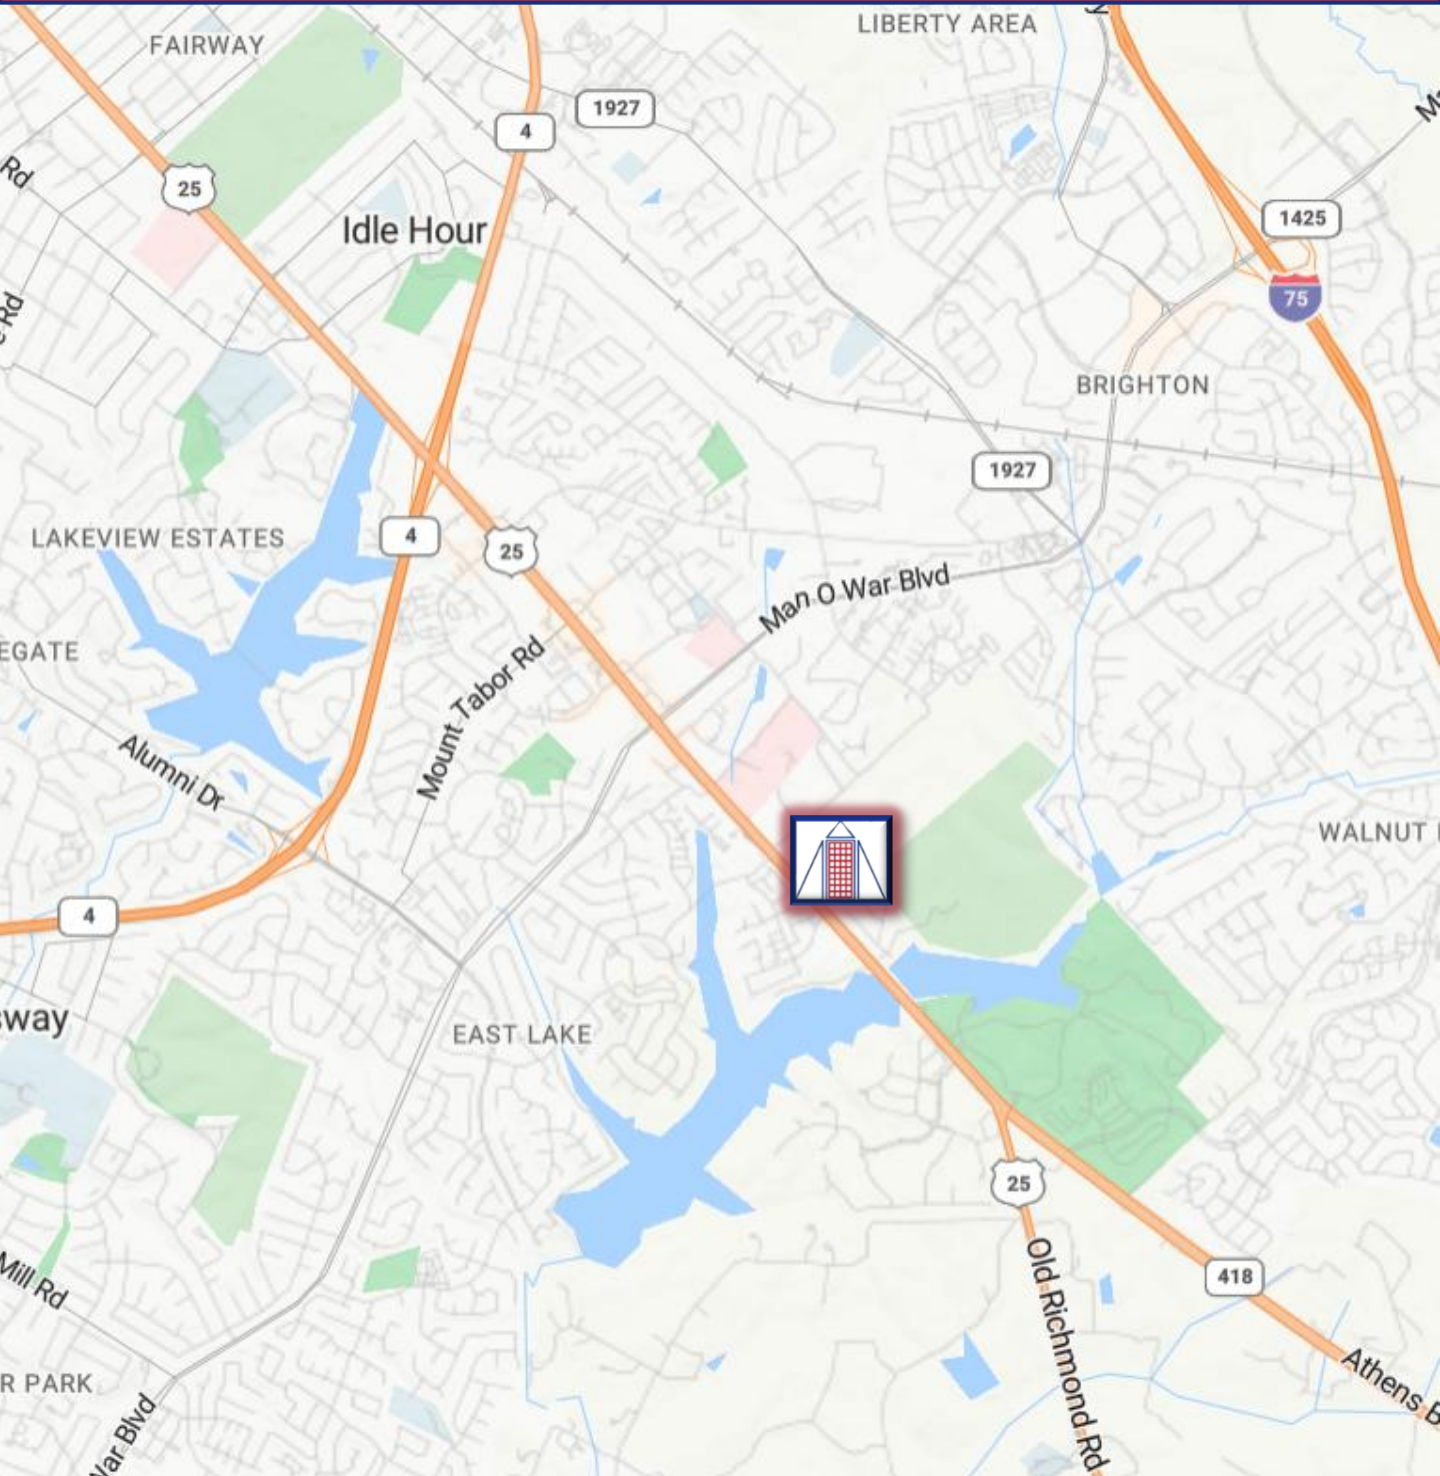 LIBERTY AREA
FAIRWAY
1927
4
Rd
25
1425
Idle Hour
75
Rd
BRIGHTON
1927
LAKEVIEW ESTATES
4
25
Man O War Blvd
EGATE
Mount Tabor Rd
Alumni Dr
WALNUT
4
sway
EAST LAKE
25
Old Richmond Rd
418
Mill Rd
Athens B
R PARK
War Blvd